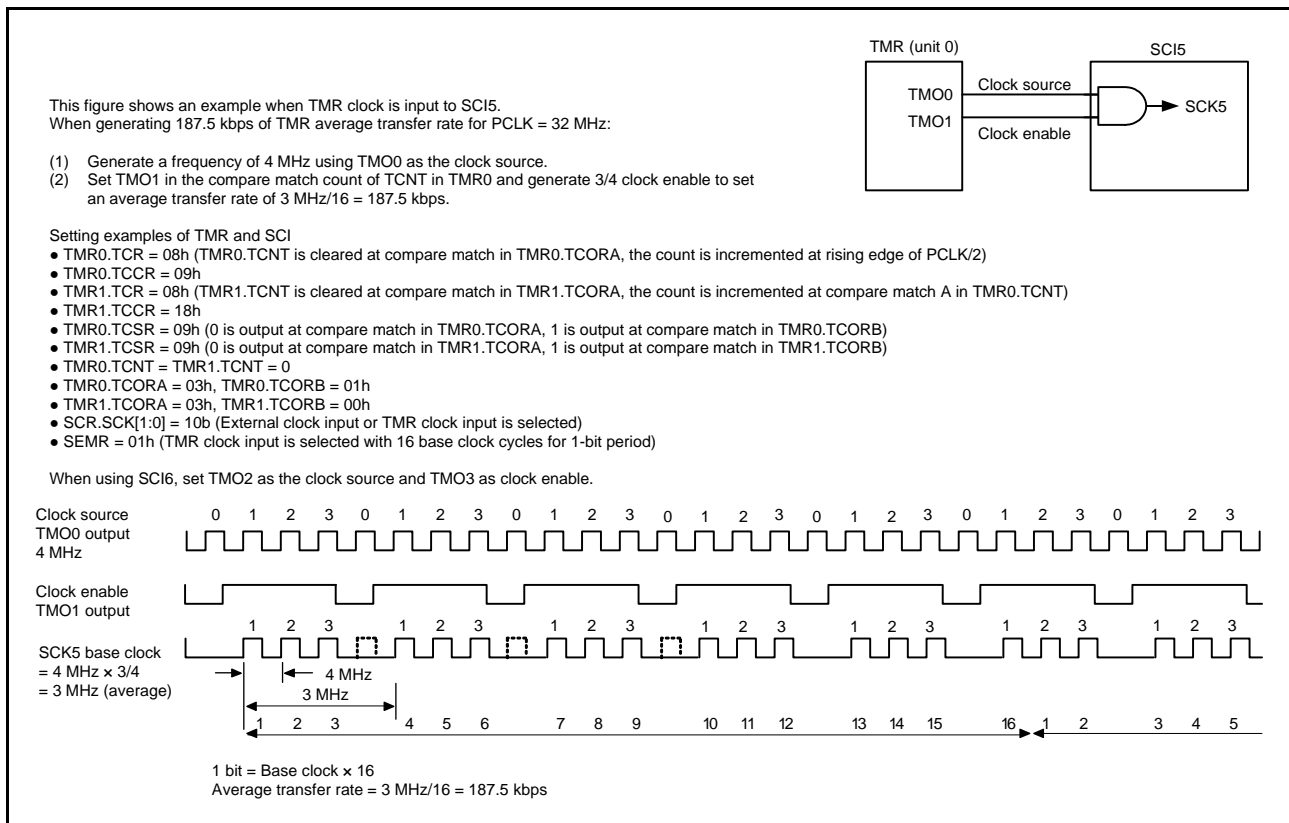 TMR (unit 0)
SCI5
TMO0
TMO1
Clock source
Clock enable
SCK5
This figure shows an example when TMR clock is input to SCI5.
When generating 187.5 kbps of TMR average transfer rate for PCLK = 32 MHz:
(1) Generate a frequency of 4 MHz using TMO0 as the clock source.
(2) Set TMO1 in the compare match count of TCNT in TMR0 and generate 3/4 clock enable to set
an average transfer rate of 3 MHz/16 = 187.5 kbps.
Setting examples of TMR and SCI
● TMR0.TCR = 08h (TMR0.TCNT is cleared at compare match in TMR0.TCORA, the count is incremented at rising edge of PCLK/2)
● TMR0.TCCR = 09h
● TMR1.TCR = 08h (TMR1.TCNT is cleared at compare match in TMR1.TCORA, the count is incremented at compare match A in TMR0.TCNT)
● TMR1.TCCR = 18h
● TMR0.TCSR = 09h (0 is output at compare match in TMR0.TCORA, 1 is output at compare match in TMR0.TCORB)
● TMR1.TCSR = 09h (0 is output at compare match in TMR1.TCORA, 1 is output at compare match in TMR1.TCORB)
● TMR0.TCNT = TMR1.TCNT = 0
● TMR0.TCORA = 03h, TMR0.TCORB = 01h
● TMR1.TCORA = 03h, TMR1.TCORB = 00h
● SCR.SCK[1:0] = 10b (External clock input or TMR clock input is selected)
● SEMR = 01h (TMR clock input is selected with 16 base clock cycles for 1-bit period)
When using SCI6, set TMO2 as the clock source and TMO3 as clock enable.
Clock source
TMO0 output
4 MHz
0 1 2 3 0 1 2 3 0 1 2 3 0 1 2 3 0 1 2 3 0 1 2 3 0 1 2 3
Clock enable
TMO1 output
1 2 3 1 2 3 1 2 3 1 2 3 1 2 3 1 2 3 1 2 3
SCK5 base clock
= 4 MHz × 3/4
= 3 MHz (average)
4 MHz
3 MHz
1 2 3 4 5 6 7 8 9 10 11 12 13 14 15 16 1 2 3 4 5
1 bit = Base clock × 16
Average transfer rate = 3 MHz/16 = 187.5 kbps